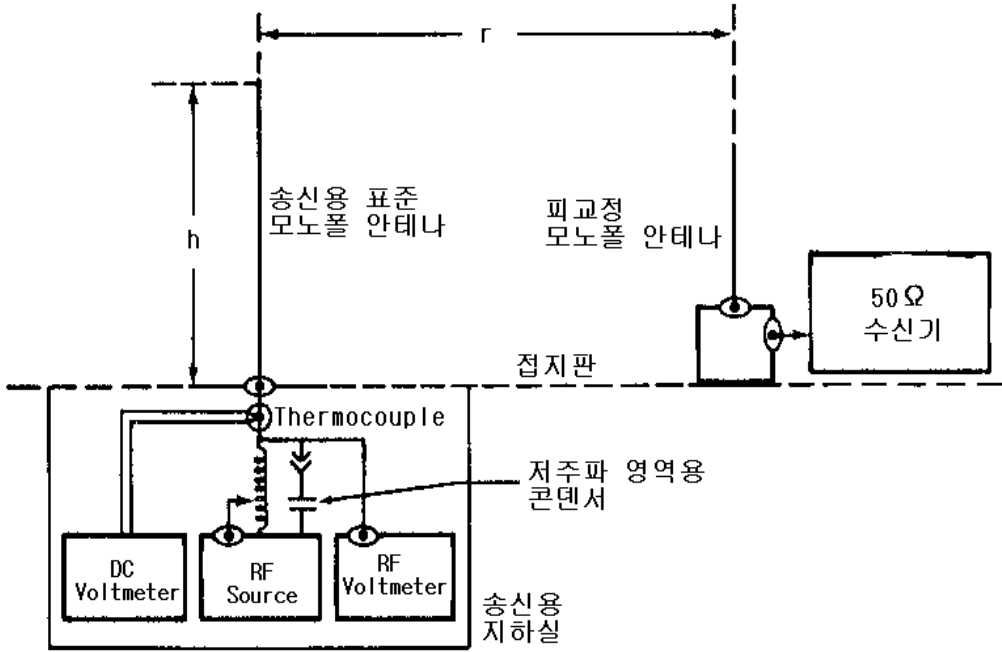 r
h
송신용 표준
모노폴 안테나
피교정
모노폴 안테나
50Ω
수신기
접지판
Thermocouple
저주파 영역용
콘덴서
DC
Voltmeter
RF
Source
RF
Voltmeter
송신용
지하실